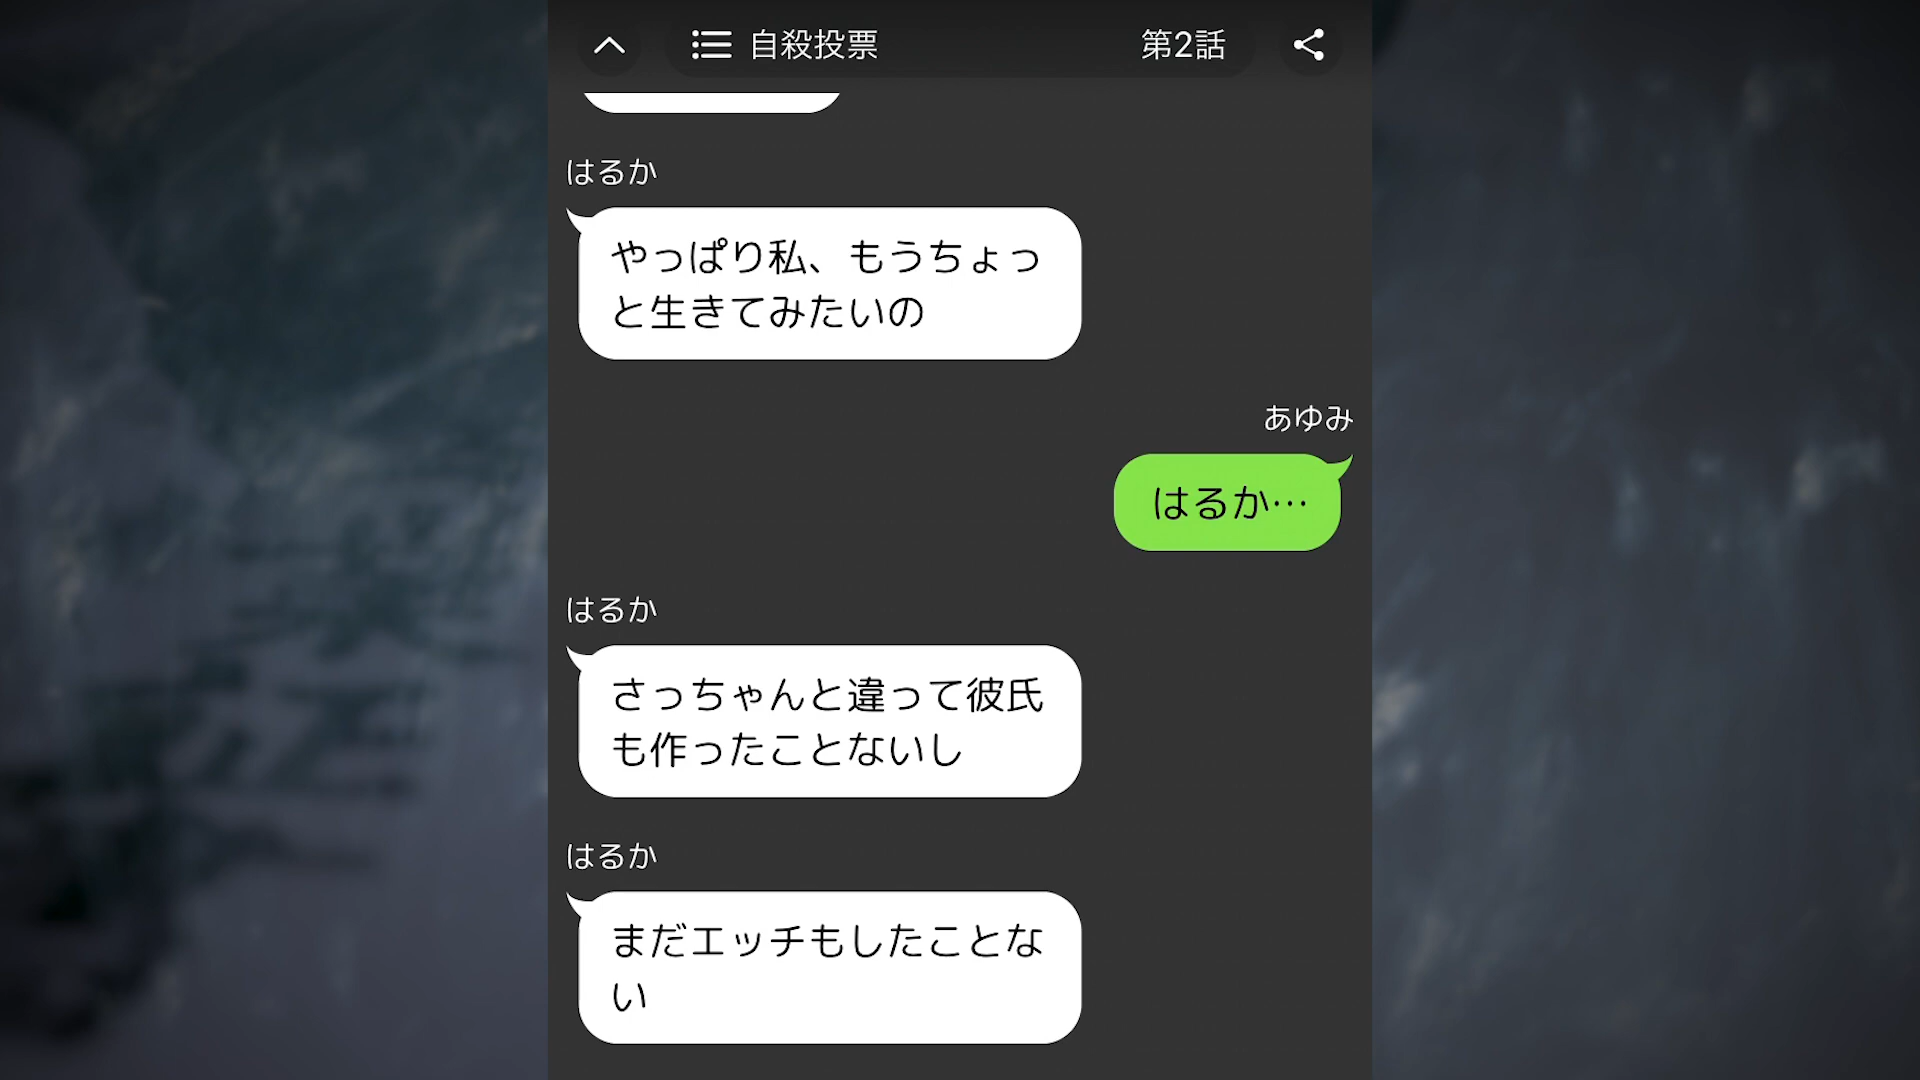 自殺投票 第2話
はるか
やっぱり私、もうちょっ
と生きてみたいの
あゆみ
はるか…
はるか
さっちゃんと違って彼氏
も作ったことないし
はるか
まだエッチもしたことな
い